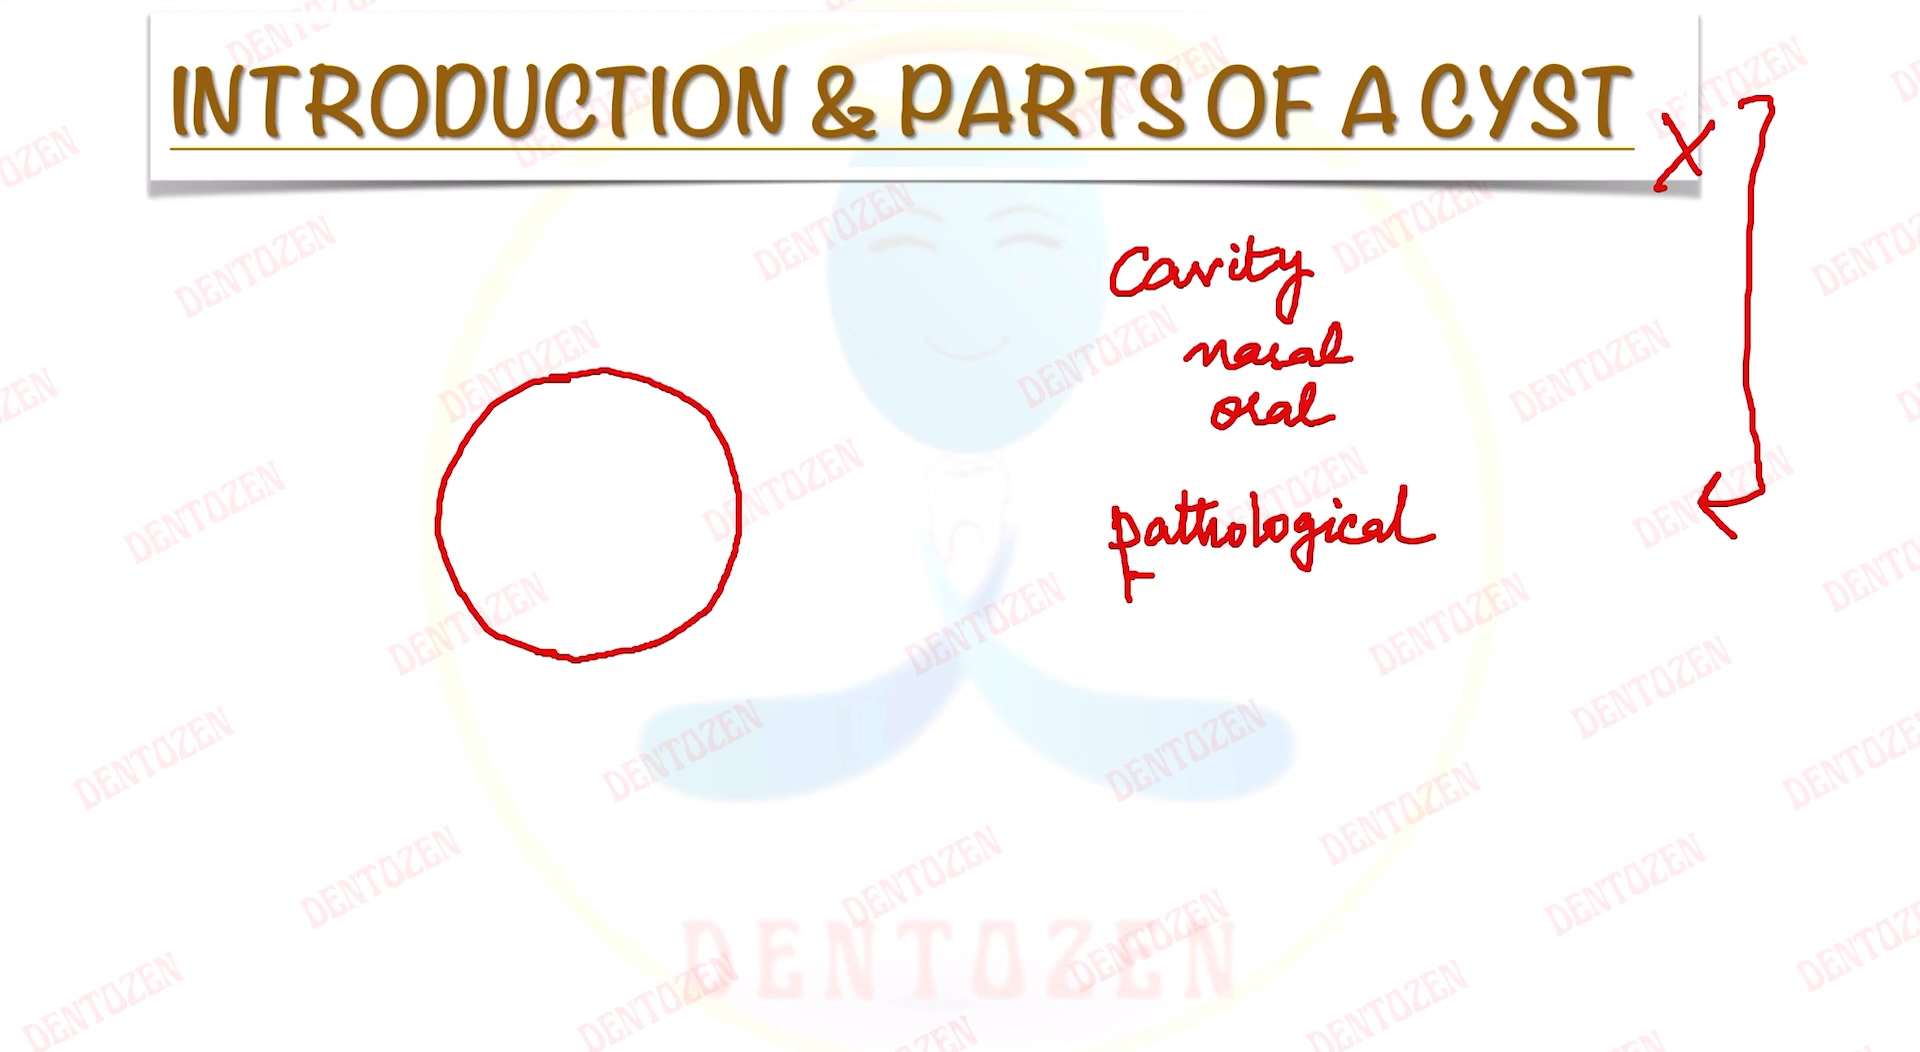 INTRODUCTION & PARTS OF A CYST
X
Cavity
nasal
oral
pathological
DENTOZEN